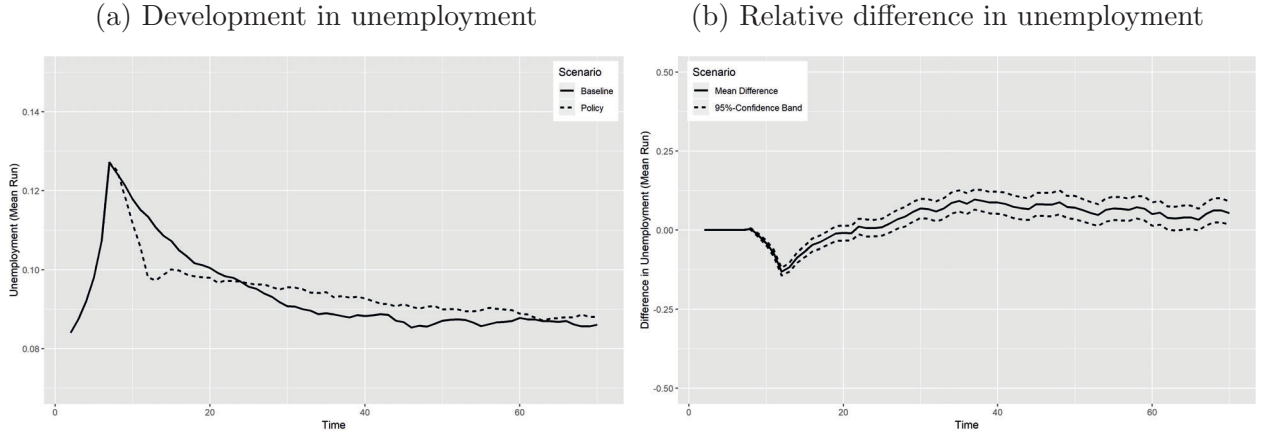 (a) Development in unemployment
(b) Relative difference in unemployment
Scenario
Baseline
Policy
0.14
0.12
0.10
0.08
Unemployment (Mean Run)
0
20
40
60
Time
Scenario
Mean Difference
95%-Confidence Band
0.50
0.25
0.00
-0.25
-0.50
Difference in Unemployment (Mean Run)
0
20
40
60
Time